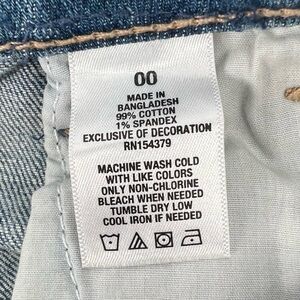 00
MADE IN
BANGLADESH
99% COTTON
1% SPANDEX
EXCLUSIVE OF DECORATION
RN154379
MACHINE WASH COLD
WITH LIKE COLORS
ONLY NON-CHLORINE
BLEACH WHEN NEEDED
TUMBLE DRY LOW
COOL IRON IF NEEDED